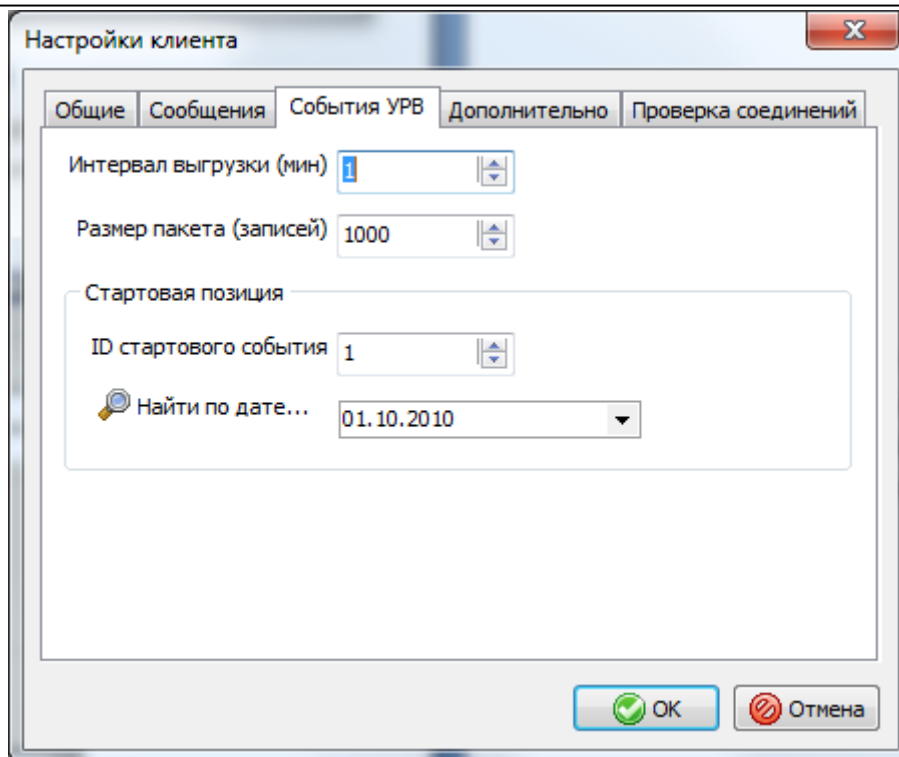 Настройки клиента
Общие Сообщения События УРВ Дополнительно Проверка соединений
Интервал выгрузки (мин) 1
Размер пакета (записей) 1000
Стартовая позиция
ID стартового события 1
Найти по дате... 01.10.2010
OK Отмена